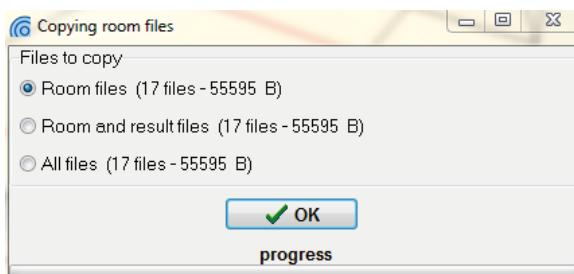 Copying room files
Files to copy
Room files (17 files - 55595 B)
Room and result files (17 files - 55595 B)
All files (17 files - 55595 B)
OK
progress